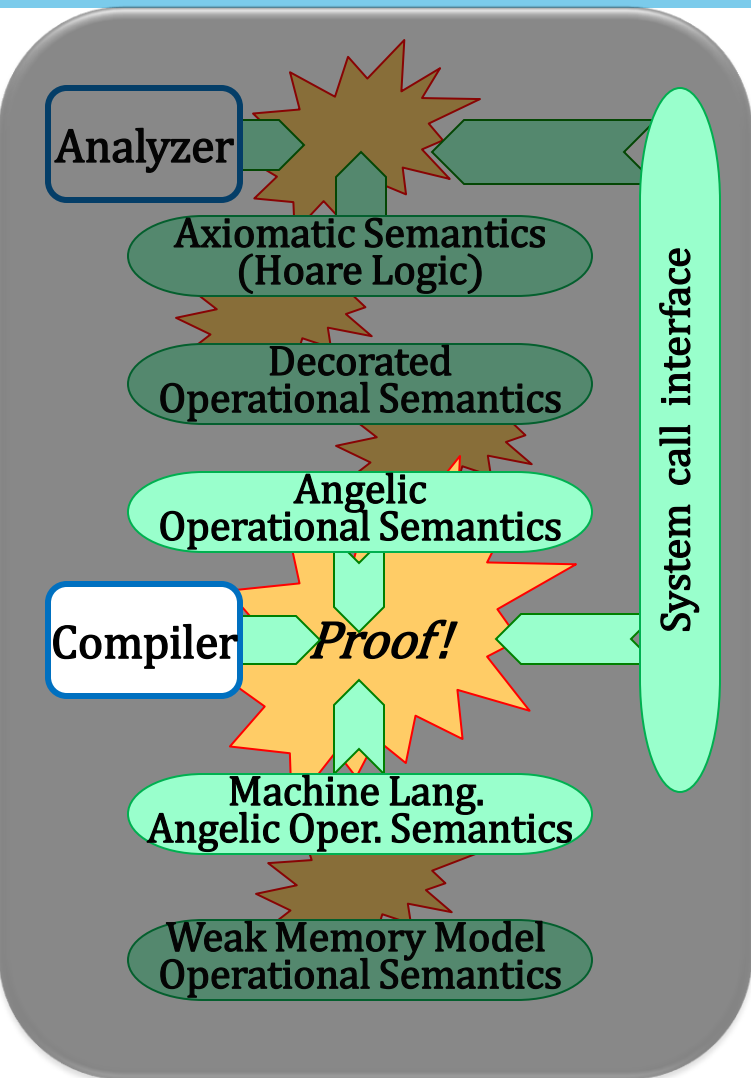 Analyzer
Axiomatic Semantics
(Hoare Logic)
Decorated
Operational Semantics
Angelic
Operational Semantics
Compiler
Proof!
System call interface
Machine Lang.
Angelic Oper. Semantics
Weak Memory Model
Operational Semantics